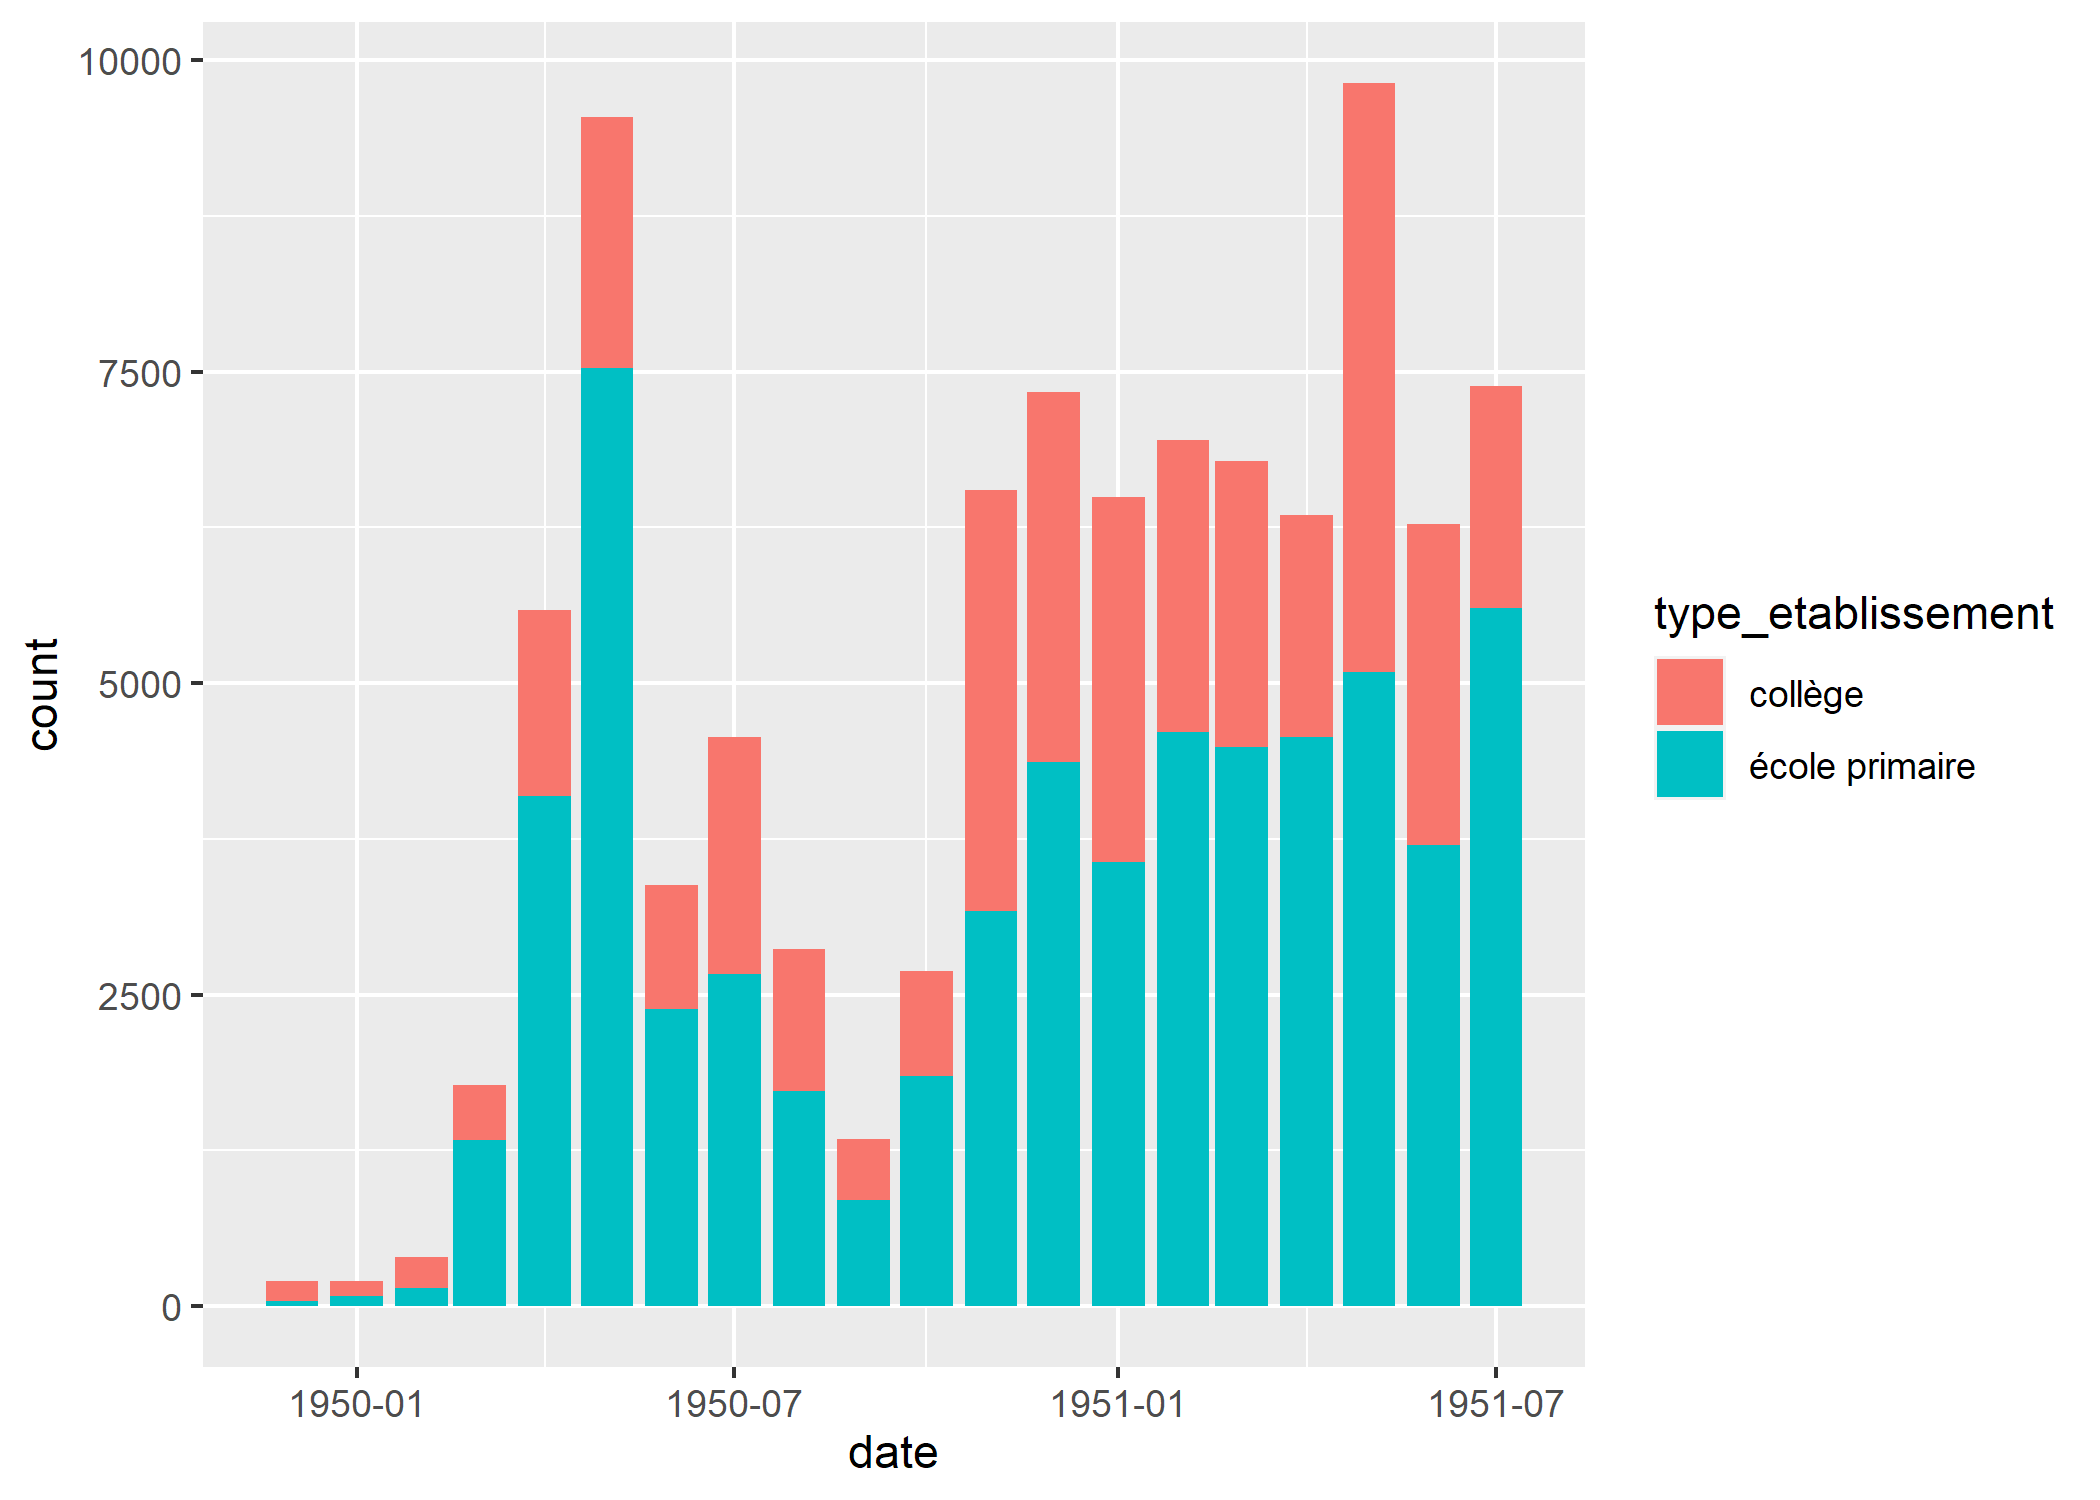 10000
7500
5000
2500
0
count
1950-01
1950-07
1951-01
1951-07
date
type_etablissement
collège
école primaire